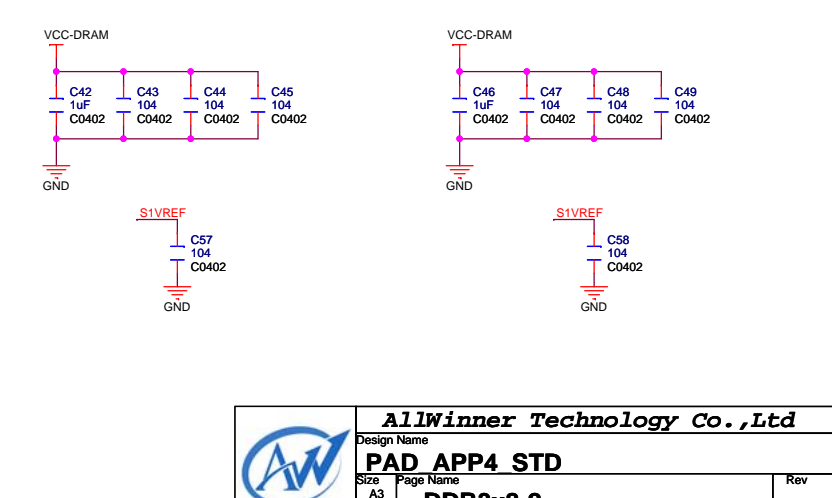 VCC-DRAM
C42
1uF
C0402
C43
104
C0402
C44
104
C0402
C45
104
C0402
GND
VCC-DRAM
C46
1uF
C0402
C47
104
C0402
C48
104
C0402
C49
104
C0402
GND
S1VREF
C57
104
C0402
GND
S1VREF
C58
104
C0402
GND
AW
AllWinner Technology Co.,Ltd
Design Name
PAD_APP4_STD
Size
Page Name
Rev
A3